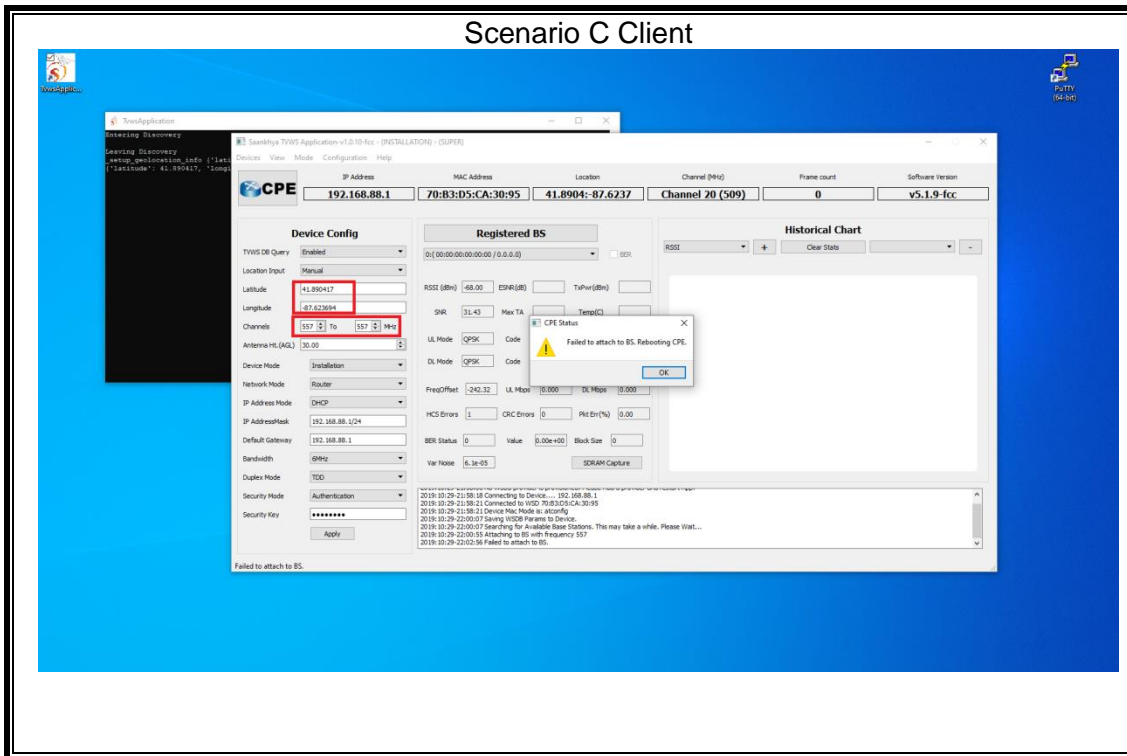 Scenario C Client
TvwsApplic...
PuTTY
(64-bit)
TvwsApplication
Entering Discovery
Leaving Discovery
_setup_geolocation_info {'lati
{'latitude': 41.890417, 'longi
Saankhya TVWS Application-v1.0.10-fcc - (INSTALLATION) - (SUPER)
Devices View Mode Configuration Help
CPE
IP Address MAC Address Location Channel (MHz) Frame count Software Version
192.168.88.1 70:B3:D5:CA:30:95 41.8904:-87.6237 Channel 20 (509) 0 v5.1.9-fcc
Device Config
TVWS DB Query Enabled
Location Input Manual
Latitude 41.890417
Longitude -87.623694
Channels 557 To 557 MHz
Antenna Ht.(AGL) 30.00
Device Mode Installation
Network Mode Router
IP Address Mode DHCP
IP AddressMask 192.168.88.1/24
Default Gateway 192.168.88.1
Bandwidth 6MHz
Duplex Mode TDD
Security Mode Authentication
Security Key ••••••••
Apply
Registered BS
0:( 00:00:00:00:00:00 / 0.0.0.0) BER
RSSI (dBm) -68.00 ESNR(dB) TxPwr(dBm)
SNR 31.43 Max TA Temp(C)
UL Mode QPSK Code
DL Mode QPSK Code
FreqOffset -242.32 UL Mbps 0.000 DL Mbps 0.000
HCS Errors 1 CRC Errors 0 Pkt Err(%) 0.00
BER Status 0 Value 0.00e+00 Block Size 0
Var Noise 6.1e-05 SDRAM Capture
Historical Chart
RSSI + Clear Stats -
CPE Status
Failed to attach to BS. Rebooting CPE.
OK
2019:10:29-21:58:18 Connecting to Device.... 192.168.88.1
2019:10:29-21:58:21 Connected to WSD 70:B3:D5:CA:30:95
2019:10:29-21:58:21 Device Mac Mode is: atconfig
2019:10:29-22:00:07 Saving WSDB Params to Device.
2019:10:29-22:00:07 Searching for Available Base Stations. This may take a while. Please Wait...
2019:10:29-22:00:55 Attaching to BS with frequency 557
2019:10:29-22:02:56 Failed to attach to BS.
Failed to attach to BS.